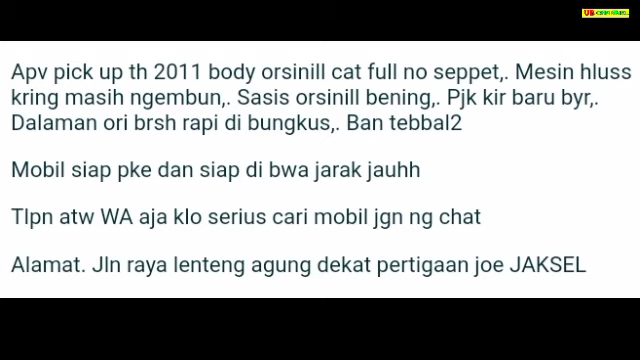 UB CHANNEL
Apv pick up th 2011 body orsinill cat full no seppet,. Mesin hluss
kring masih ngembun,. Sasis orsinill bening,. Pjk kir baru byr,.
Dalaman ori brsh rapi di bungkus,. Ban tebbal2
Mobil siap pke dan siap di bwa jarak jauhh
Tlpn atw WA aja klo serius cari mobil jgn ng chat
Alamat. Jln raya lenteng agung dekat pertigaan joe JAKSEL